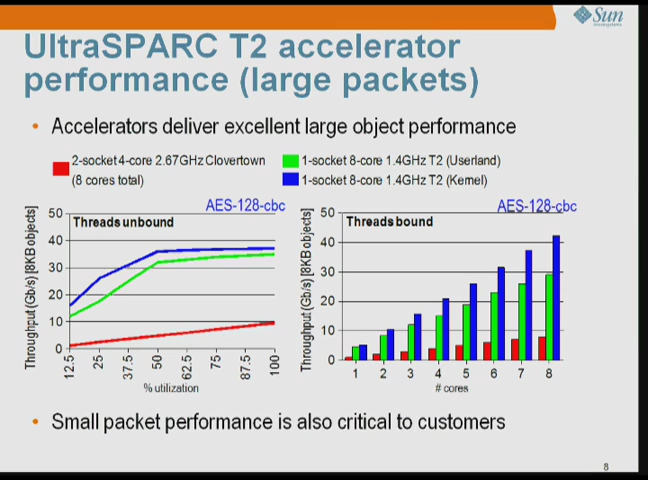 Sun
UltraSPARC T2 accelerator
performance (large packets)
• Accelerators deliver excellent large object performance
2-socket 4-core 2.67GHz Clovertown
(8 cores total)
1-socket 8-core 1.4GHz T2 (Userland)
1-socket 8-core 1.4GHz T2 (Kernel)
AES-128-cbc
Threads unbound
Throughput (Gb/s) [8KB objects]
50
40
30
20
10
0
12.5 25 37.5 50 62.5 75 87.5 100
% utilization
AES-128-cbc
Threads bound
Throughput (Gb/s) [8KB objects]
50
40
30
20
10
0
1 2 3 4 5 6 7 8
# cores
• Small packet performance is also critical to customers
8